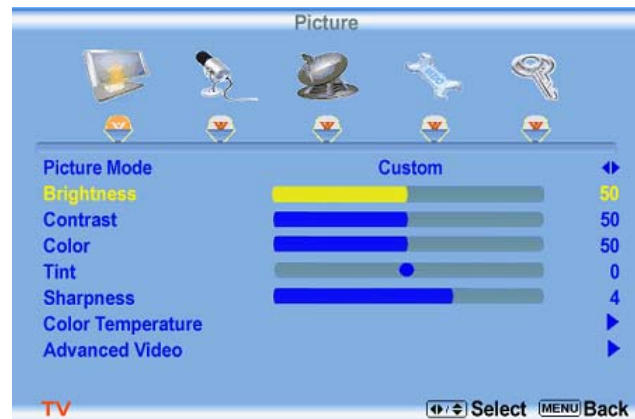 Picture
Picture Mode Custom
Brightness 50
Contrast 50
Color 50
Tint 0
Sharpness 4
Color Temperature
Advanced Video
TV Select MENU Back